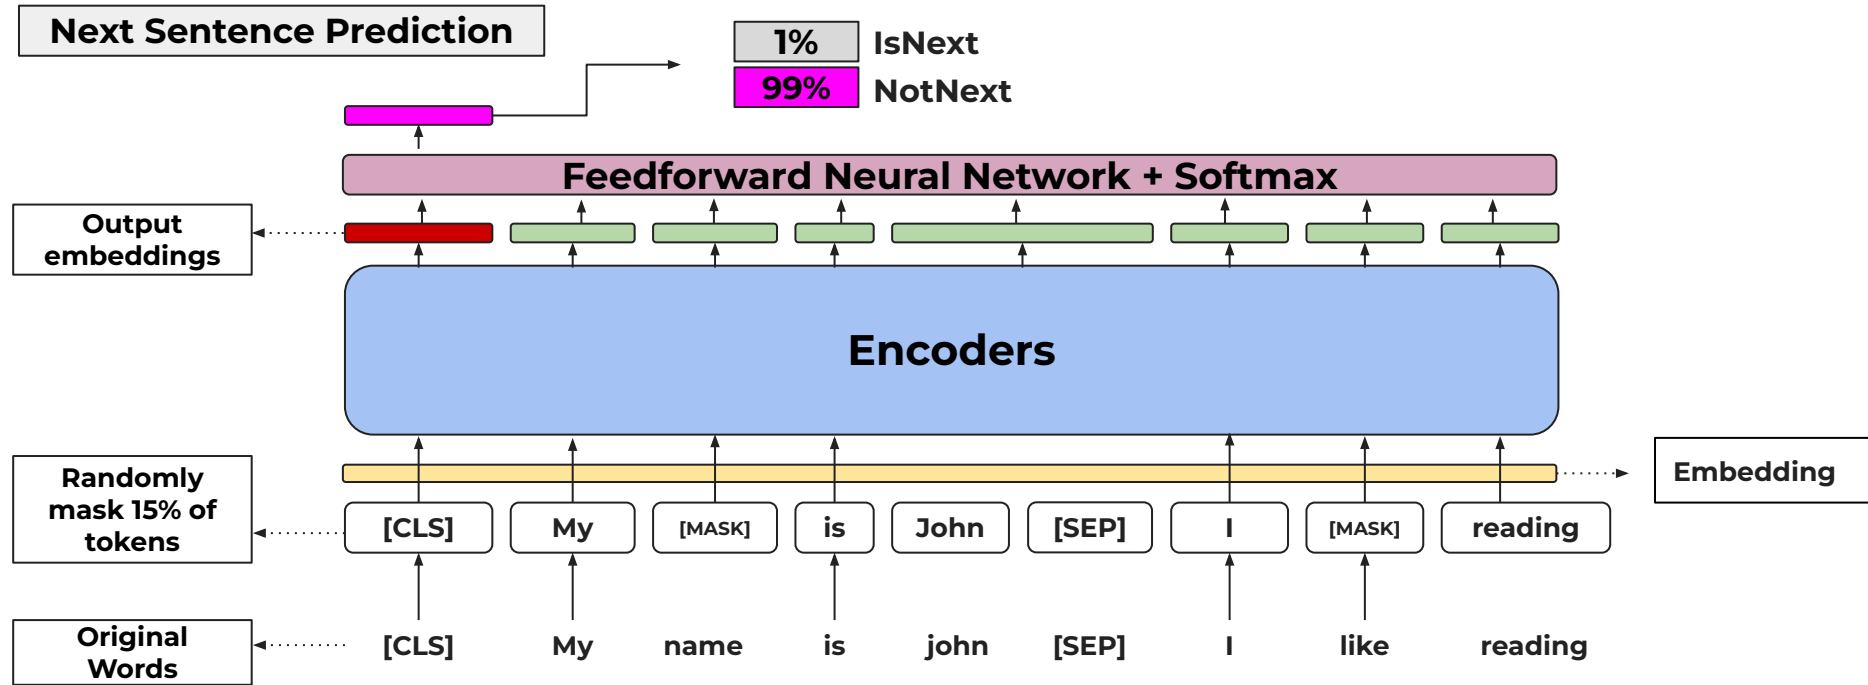 Next Sentence Prediction
1% IsNext
99% NotNext
Feedforward Neural Network + Softmax
Output
embeddings
Encoders
Randomly
mask 15% of
tokens
Embedding
[CLS] My [MASK] is John [SEP] I [MASK] reading
Original
Words
[CLS] My name is john [SEP] I like reading